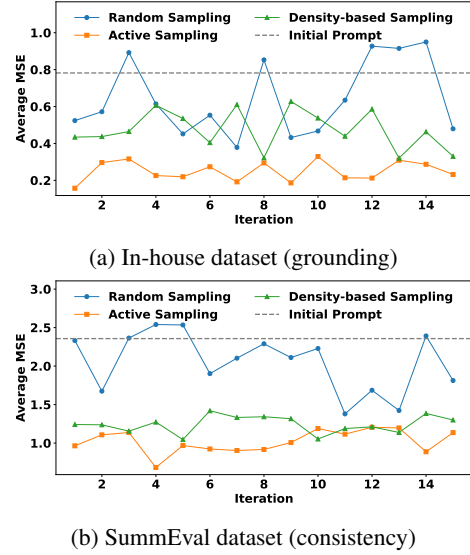 Random Sampling
Active Sampling
Density-based Sampling
Initial Prompt
1.0
0.8
0.6
0.4
0.2
Average MSE
2 4 6 8 10 12 14
Iteration
(a) In-house dataset (grounding)
Random Sampling
Active Sampling
Density-based Sampling
Initial Prompt
3.0
2.5
2.0
1.5
1.0
Average MSE
2 4 6 8 10 12 14
Iteration
(b) SummEval dataset (consistency)